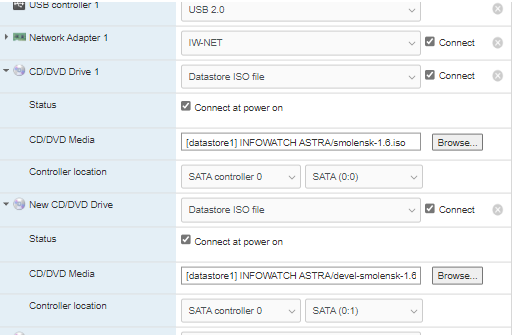 USB controller 1 USB 2.0
Network Adapter 1 IW-NET Connect
CD/DVD Drive 1 Datastore ISO file Connect
Status Connect at power on
CD/DVD Media [datastore1] INFOWATCH ASTRA/smolensk-1.6.iso Browse...
Controller location SATA controller 0 SATA (0:0)
New CD/DVD Drive Datastore ISO file Connect
Status Connect at power on
CD/DVD Media [datastore1] INFOWATCH ASTRA/devel-smolensk-1.6 Browse...
Controller location SATA controller 0 SATA (0:1)